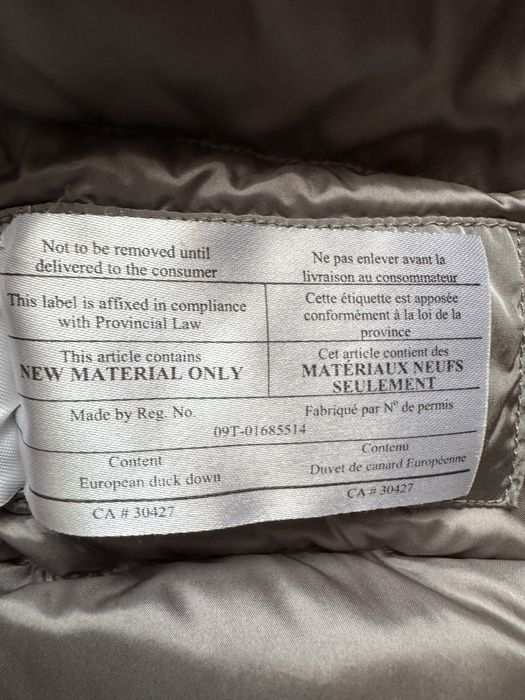 Not to be removed until
delivered to the consumer
Ne pas enlever avant la
livraison au consommateur
This label is affixed in compliance
with Provincial Law
Cette étiquette est apposée
conformément à la loi de la
province
This article contains
NEW MATERIAL ONLY
Cet article contient des
MATÉRIAUX NEUFS
SEULEMENT
Made by Reg. No.
Fabriqué par Nº de permis
09T-01685514
Content
European duck down
Contenu
Duvet de canard Européenne
CA # 30427
CA # 30427